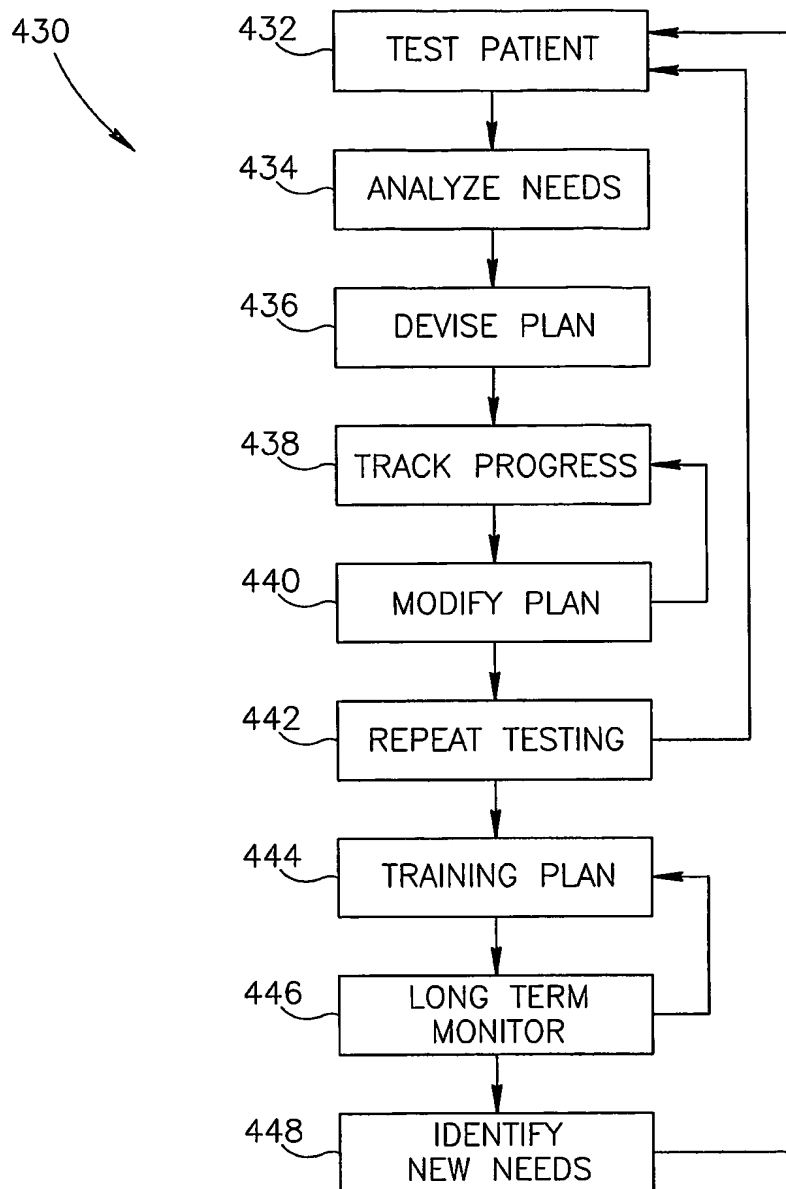 430
432
TEST PATIENT
434
ANALYZE NEEDS
436
DEVISE PLAN
438
TRACK PROGRESS
440
MODIFY PLAN
442
REPEAT TESTING
444
TRAINING PLAN
446
LONG TERM
MONITOR
448
IDENTIFY
NEW NEEDS